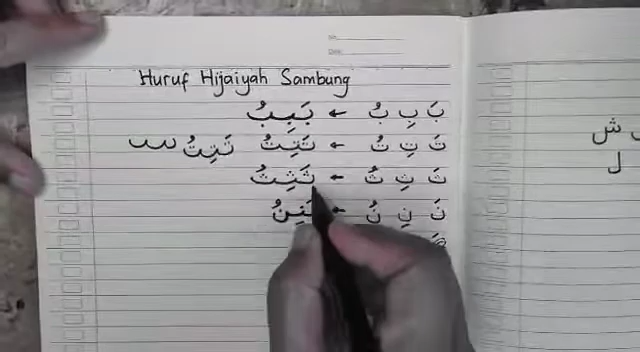 Huruf Hijaiyah Sambung
بَ بِ بُ ← بَبِبُ
تَ تِ تُ ← تَتِتُ تَتِتُ
ثَ ثِ ثُ ← ثَثِثُ
نَ نِ نُ ← نَنِنُ
ش
ل